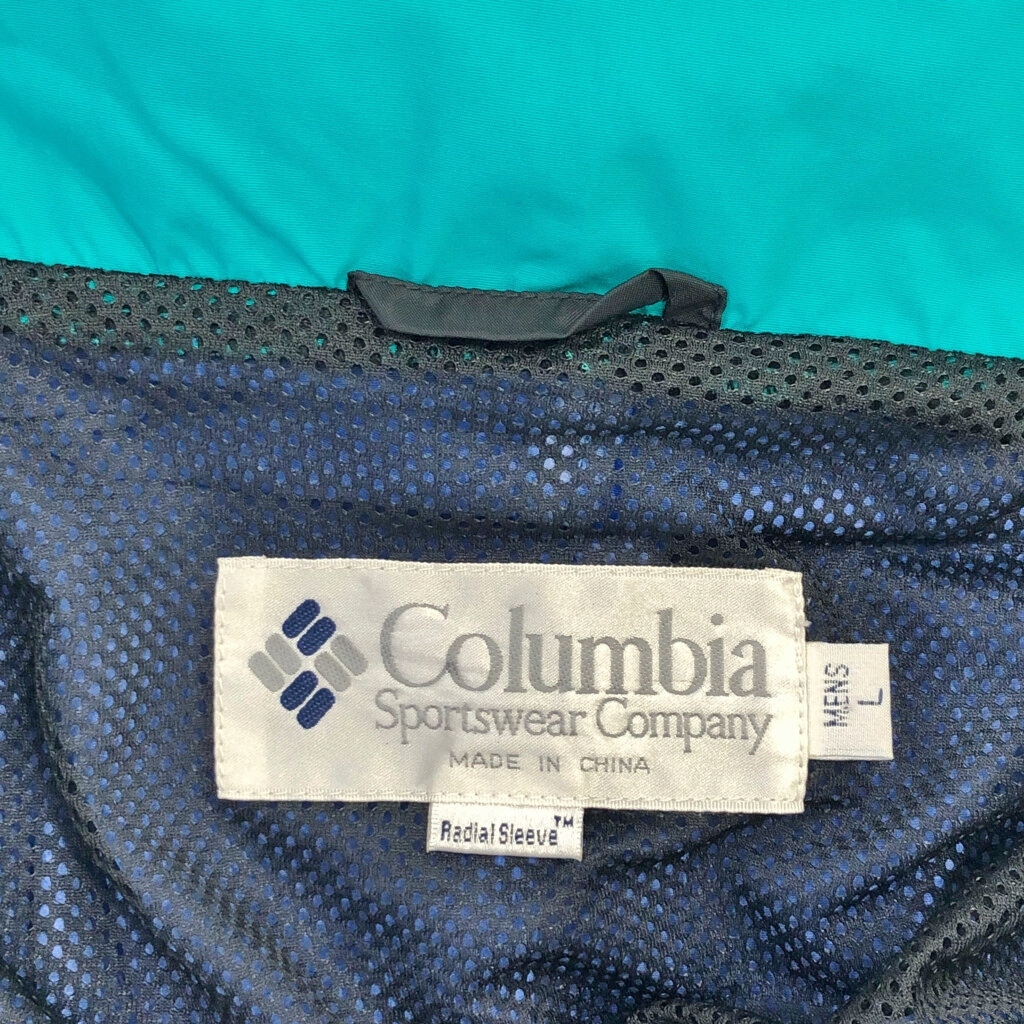 Columbia
Sportswear Company
MADE IN CHINA
MENS
L
Radial Sleeve™